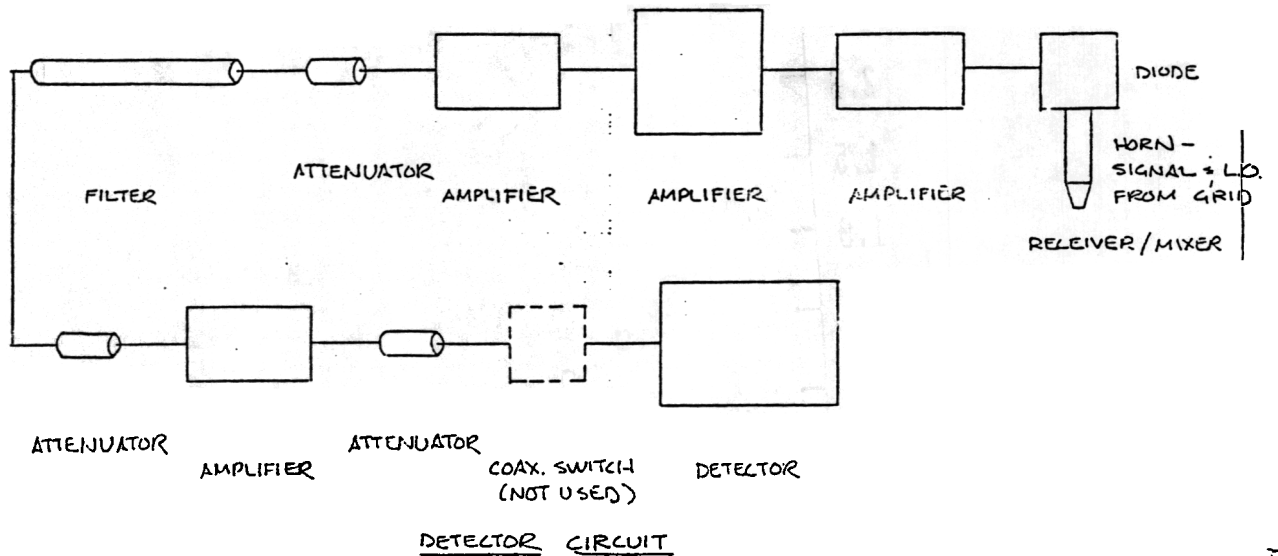 DIODE
HORN -
SIGNAL & L.O.
FROM GRID
RECEIVER/MIXER
FILTER
ATTENUATOR
AMPLIFIER
AMPLIFIER
AMPLIFIER
ATTENUATOR
AMPLIFIER
ATTENUATOR
COAX. SWITCH
(NOT USED)
DETECTOR
DETECTOR CIRCUIT